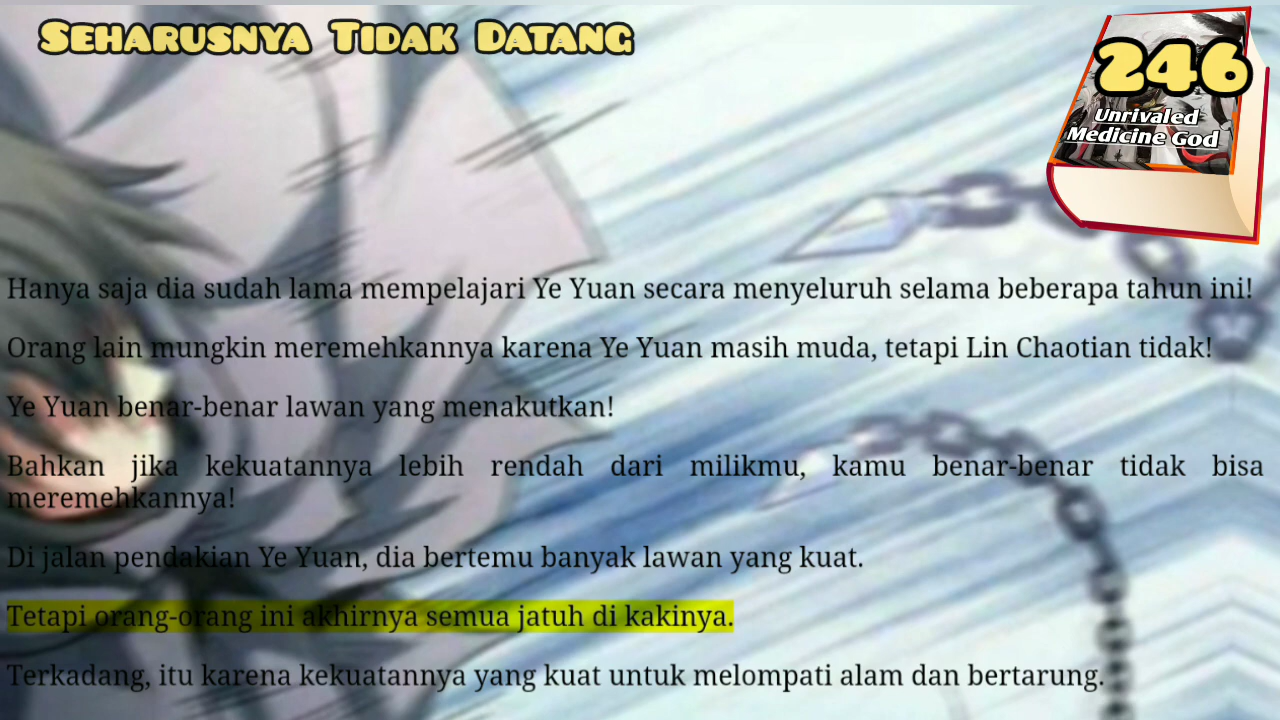 Seharusnya Tidak Datang
246
Unrivaled
Medicine God
Hanya saja dia sudah lama mempelajari Ye Yuan secara menyeluruh selama beberapa tahun ini!
Orang lain mungkin meremehkannya karena Ye Yuan masih muda, tetapi Lin Chaotian tidak!
Ye Yuan benar-benar lawan yang menakutkan!
Bahkan jika kekuatannya lebih rendah dari milikmu, kamu benar-benar tidak bisa
meremehkannya!
Di jalan pendakian Ye Yuan, dia bertemu banyak lawan yang kuat.
Tetapi orang-orang ini akhirnya semua jatuh di kakinya.
Terkadang, itu karena kekuatannya yang kuat untuk melompati alam dan bertarung.